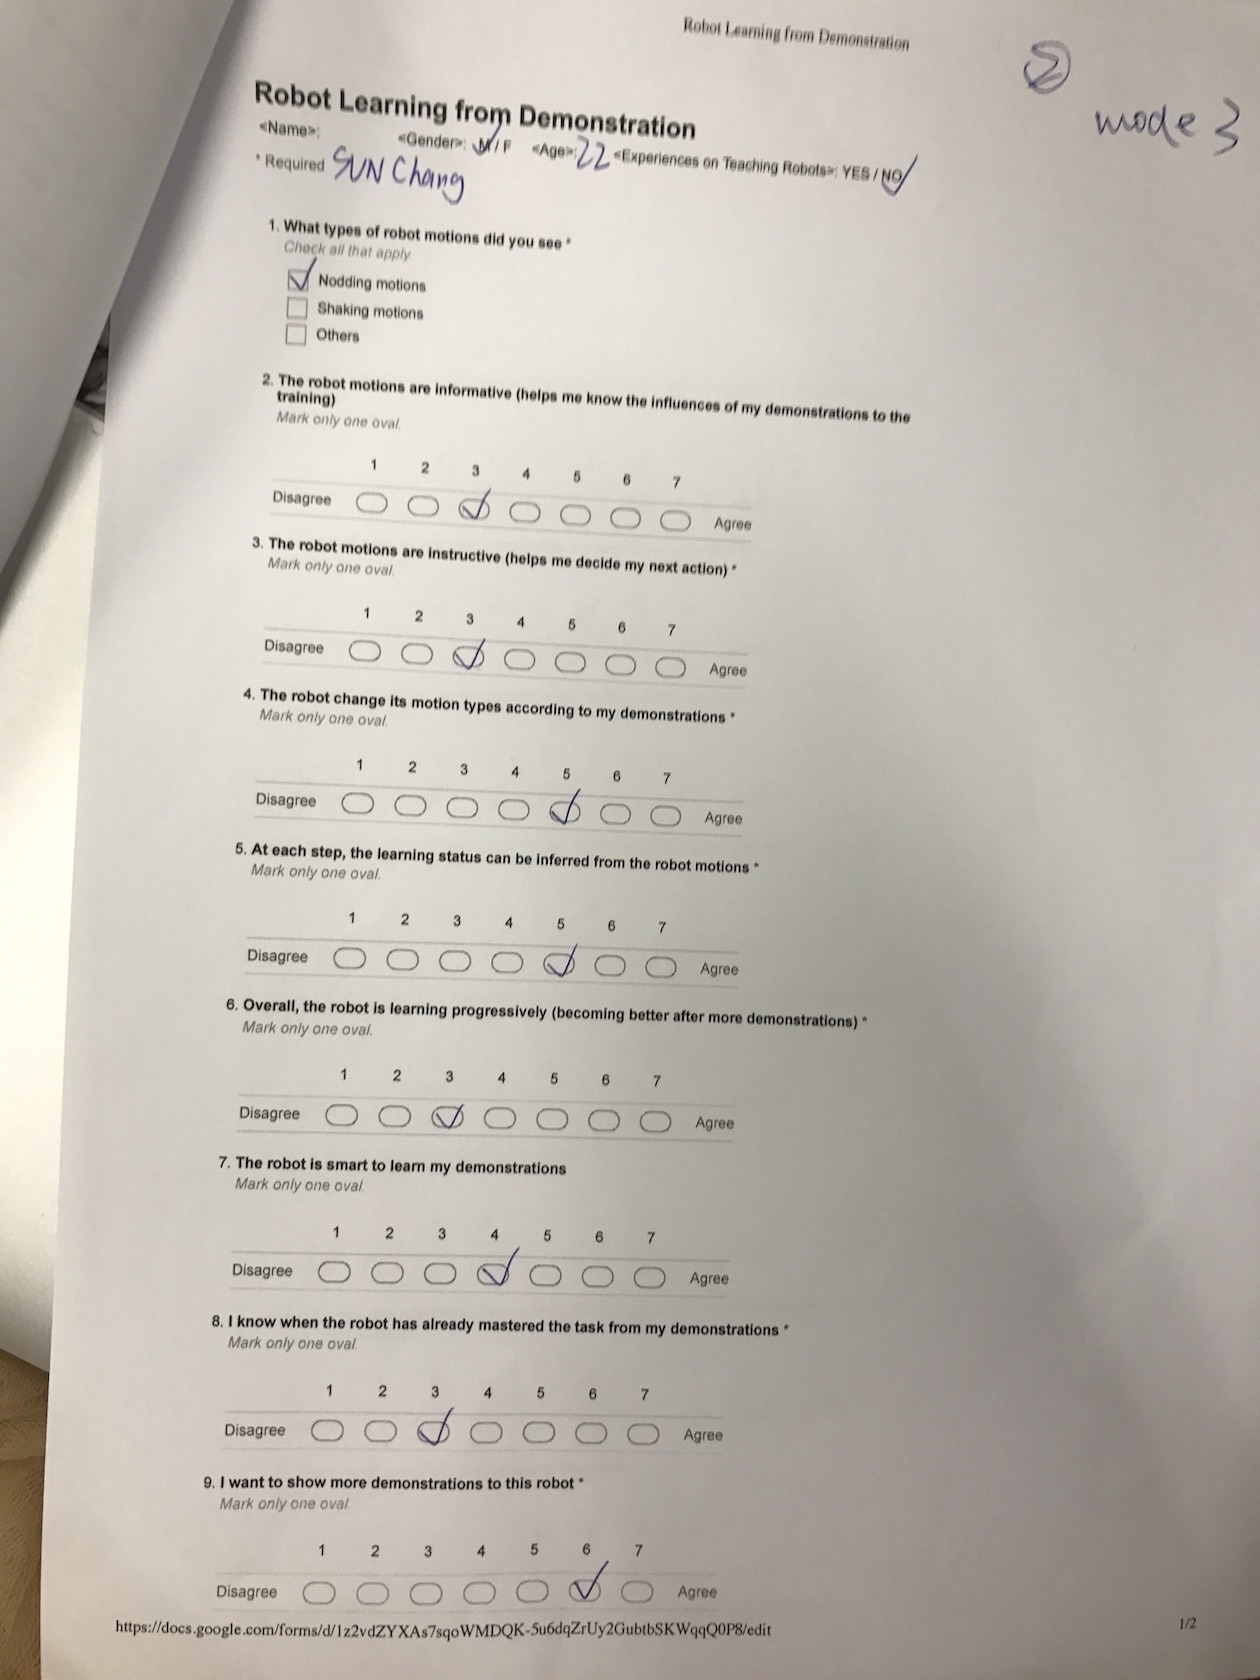 Robot Learning from Demonstration
② mode 3
Robot Learning from Demonstration
<Name>: <Gender>: M / F <Age>: 22 <Experiences on Teaching Robots>: YES / NO
* Required SUN Chang
1. What types of robot motions did you see *
Check all that apply.
Nodding motions
Shaking motions
Others
2. The robot motions are informative (helps me know the influences of my demonstrations to the
training)
Mark only one oval.
1 2 3 4 5 6 7
Disagree Agree
3. The robot motions are instructive (helps me decide my next action) *
Mark only one oval.
1 2 3 4 5 6 7
Disagree Agree
4. The robot change its motion types according to my demonstrations *
Mark only one oval.
1 2 3 4 5 6 7
Disagree Agree
5. At each step, the learning status can be inferred from the robot motions *
Mark only one oval.
1 2 3 4 5 6 7
Disagree Agree
6. Overall, the robot is learning progressively (becoming better after more demonstrations) *
Mark only one oval.
1 2 3 4 5 6 7
Disagree Agree
7. The robot is smart to learn my demonstrations
Mark only one oval.
1 2 3 4 5 6 7
Disagree Agree
8. I know when the robot has already mastered the task from my demonstrations *
Mark only one oval.
1 2 3 4 5 6 7
Disagree Agree
9. I want to show more demonstrations to this robot *
Mark only one oval.
1 2 3 4 5 6 7
Disagree Agree
https://docs.google.com/forms/d/1z2vdZYXAs7sqoWMDQK-5u6dqZrUy2GubtbSKWqqQ0P8/edit 1/2